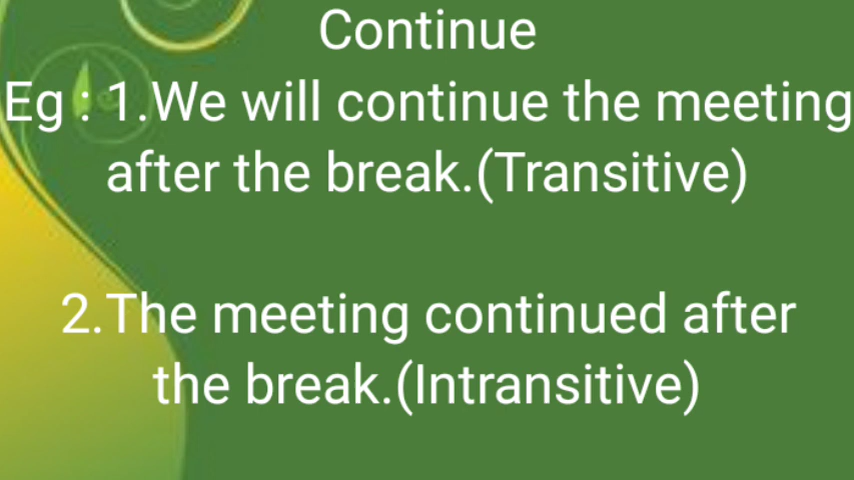 Continue
Eg : 1.We will continue the meeting
after the break.(Transitive)
2.The meeting continued after
the break.(Intransitive)